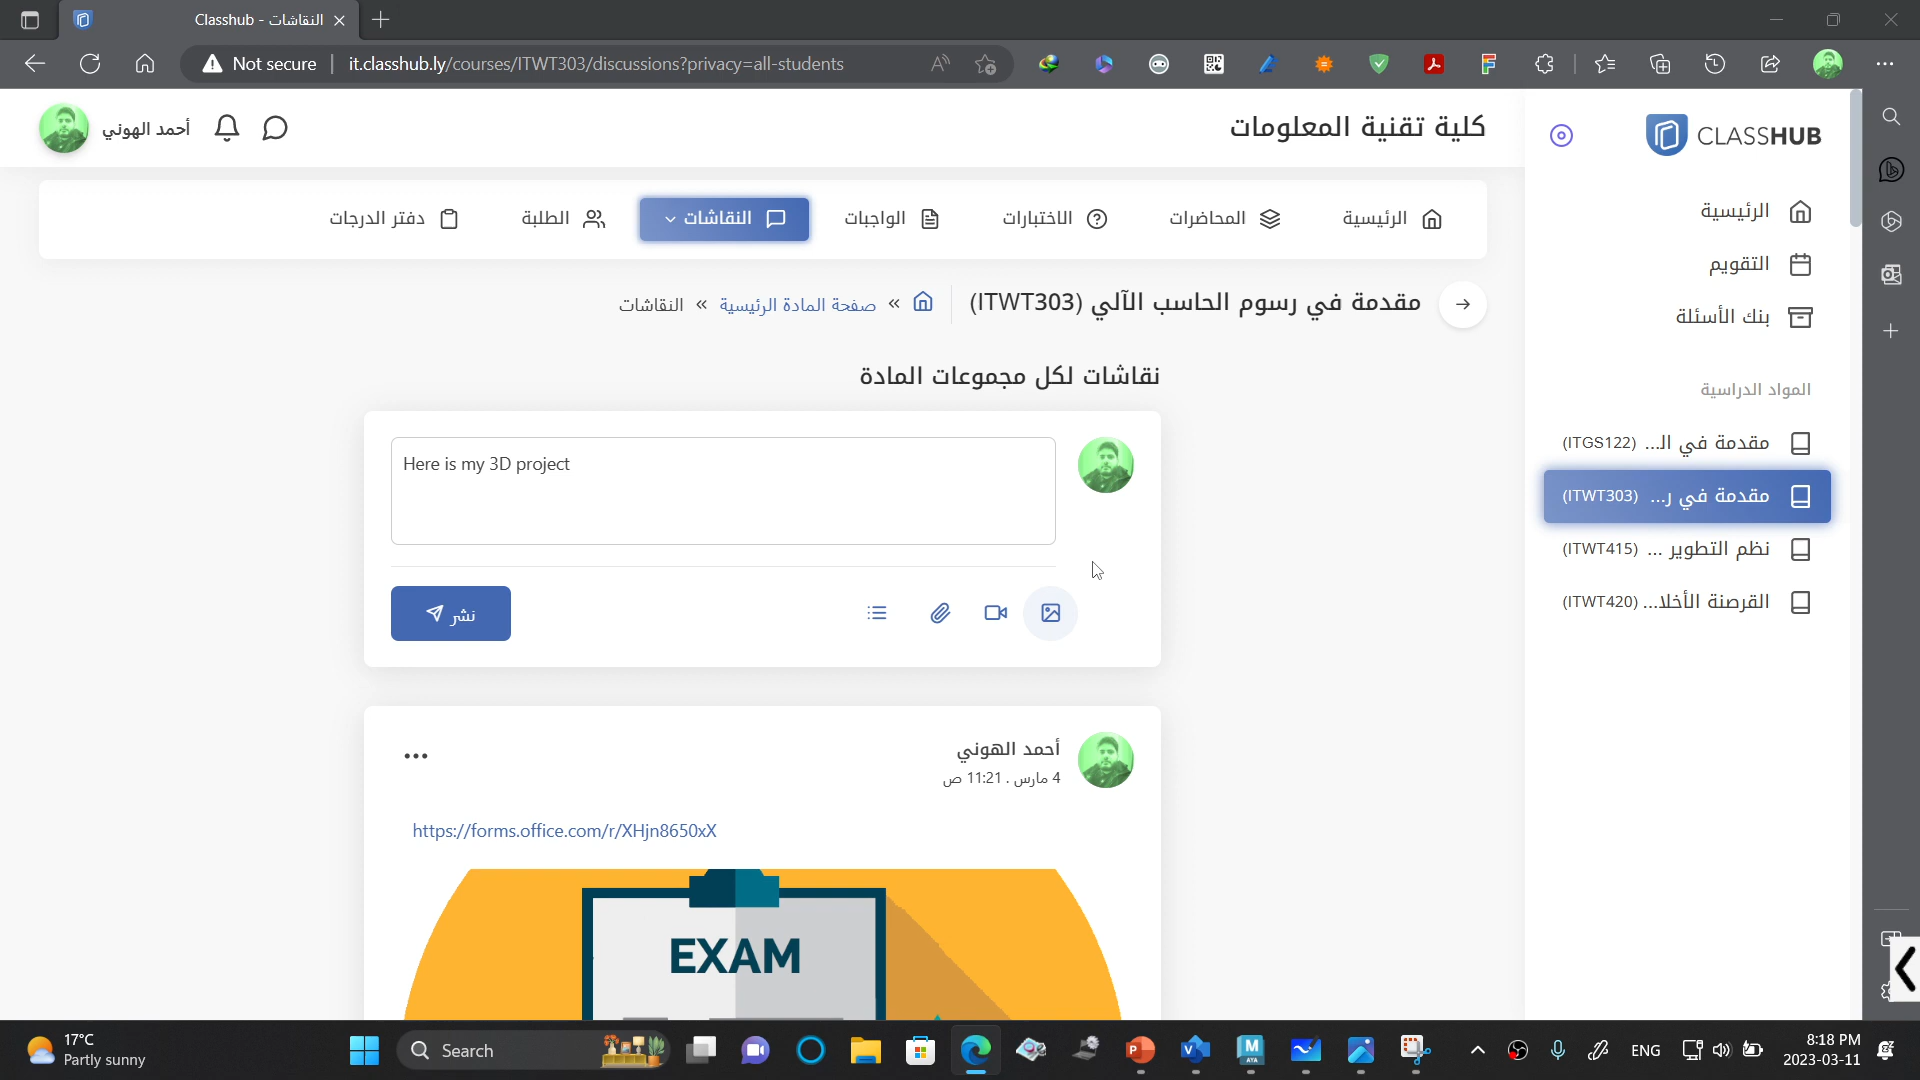 Classhub - النقاشات
Not secure
it.classhub.ly/courses/ITWT303/discussions?privacy=all-students
CLASSHUB
كلية تقنية المعلومات
أحمد الهوني
الرئيسية
التقويم
بنك الأسئلة
المواد الدراسية
مقدمة في الـ... (ITGS122)
مقدمة في ر... (ITWT303)
نظم التطوير ... (ITWT415)
القرصنة الأخلا... (ITWT420)
الرئيسية
المحاضرات
الاختبارات
الواجبات
النقاشات
الطلبة
دفتر الدرجات
مقدمة في رسوم الحاسب الآلي (ITWT303)
» صفحة المادة الرئيسية » النقاشات
نقاشات لكل مجموعات المادة
Here is my 3D project
نشر
أحمد الهوني
4 مارس . 11:21 ص
https://forms.office.com/r/XHjn8650xX
EXAM
17°C
Partly sunny
Search
ENG
8:18 PM
2023-03-11